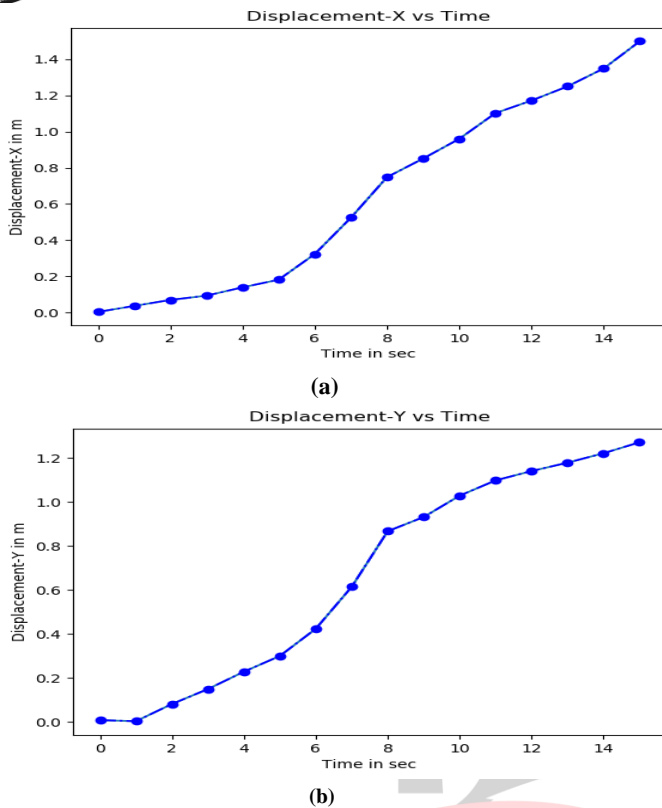 Displacement-X vs Time
1.4
1.2
1.0
0.8
0.6
0.4
0.2
0.0
Displacement-X in m
0 2 4 6 8 10 12 14
Time in sec
(a)
Displacement-Y vs Time
1.2
1.0
0.8
0.6
0.4
0.2
0.0
Displacement-Y in m
0 2 4 6 8 10 12 14
Time in sec
(b)